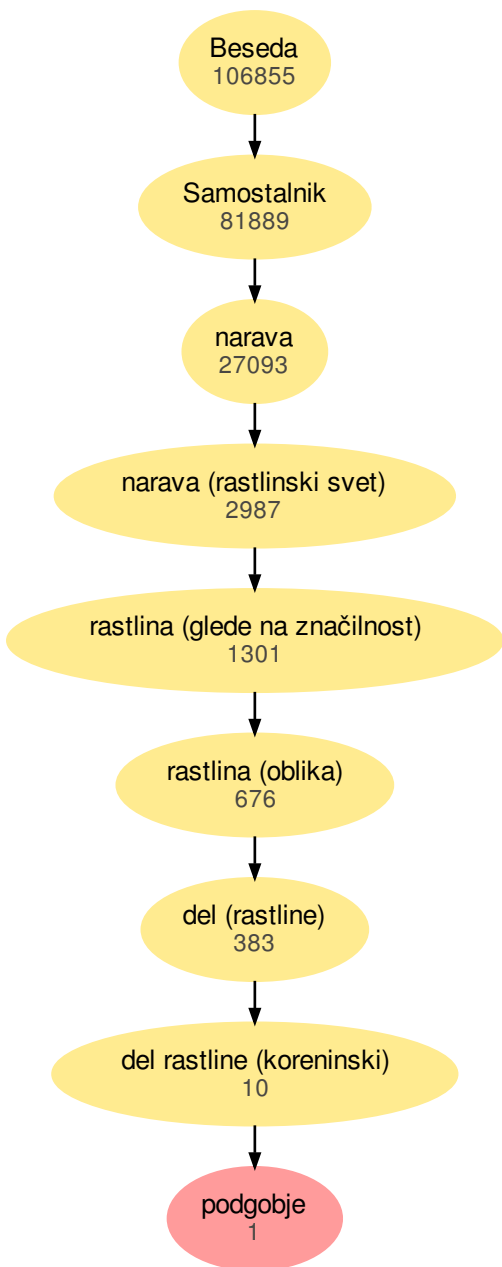 Beseda
106855
Samostalnik
81889
narava
27093
narava (rastlinski svet)
2987
rastlina (glede na značilnost)
1301
rastlina (oblika)
676
del (rastline)
383
del rastline (koreninski)
10
podgobje
1